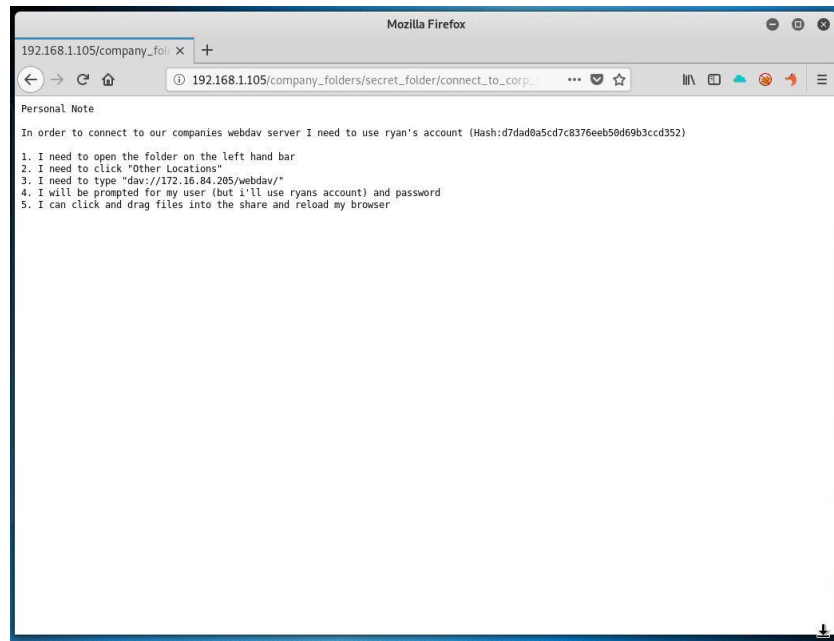 Mozilla Firefox
192.168.1.105/company_fol
192.168.1.105/company_folders/secret_folder/connect_to_corp_
Personal Note
In order to connect to our companies webdav server I need to use ryan's account (Hash:d7dad0a5cd7c8376eeb50d69b3ccd352)
1. I need to open the folder on the left hand bar
2. I need to click "Other Locations"
3. I need to type "dav://172.16.84.205/webdav/"
4. I will be prompted for my user (but i'll use ryans account) and password
5. I can click and drag files into the share and reload my browser